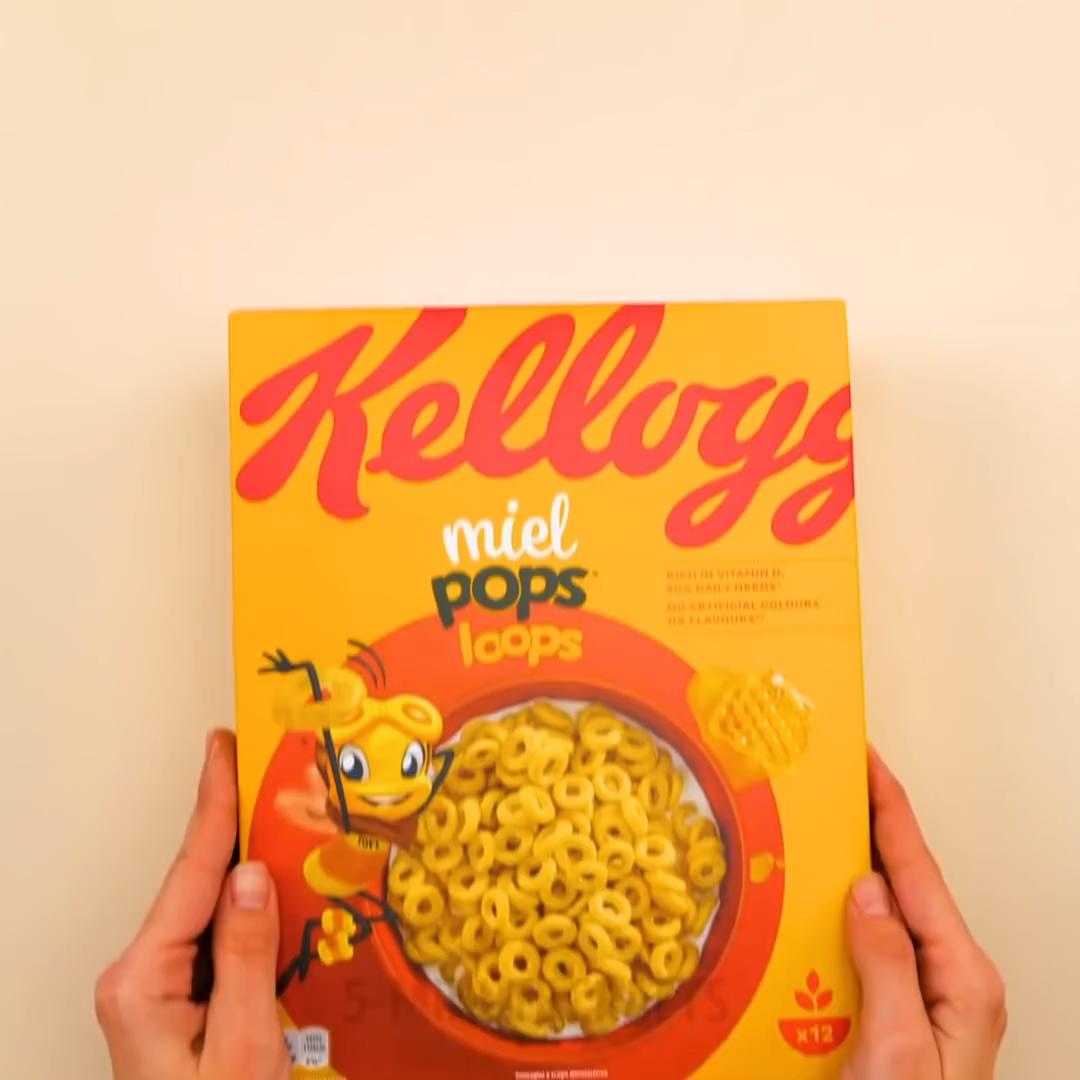 Kellogg
miel
pops
loops
RICH IN VITAMIN D,
50% DAILY NEEDS*
NO ARTIFICIAL COLOURS
OR FLAVOURS**
x12